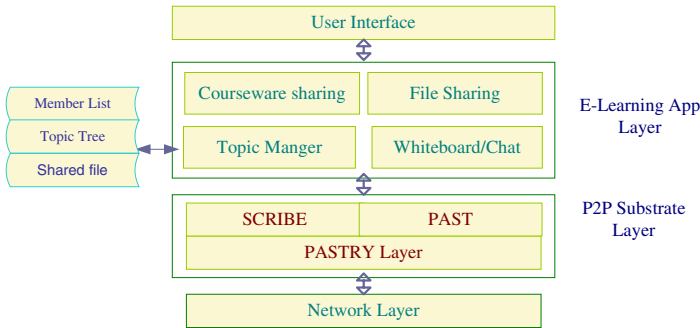 User Interface
Courseware sharing
File Sharing
Topic Manger
Whiteboard/Chat
E-Learning App
Layer
Member List
Topic Tree
Shared file
SCRIBE
PAST
PASTRY Layer
P2P Substrate
Layer
Network Layer